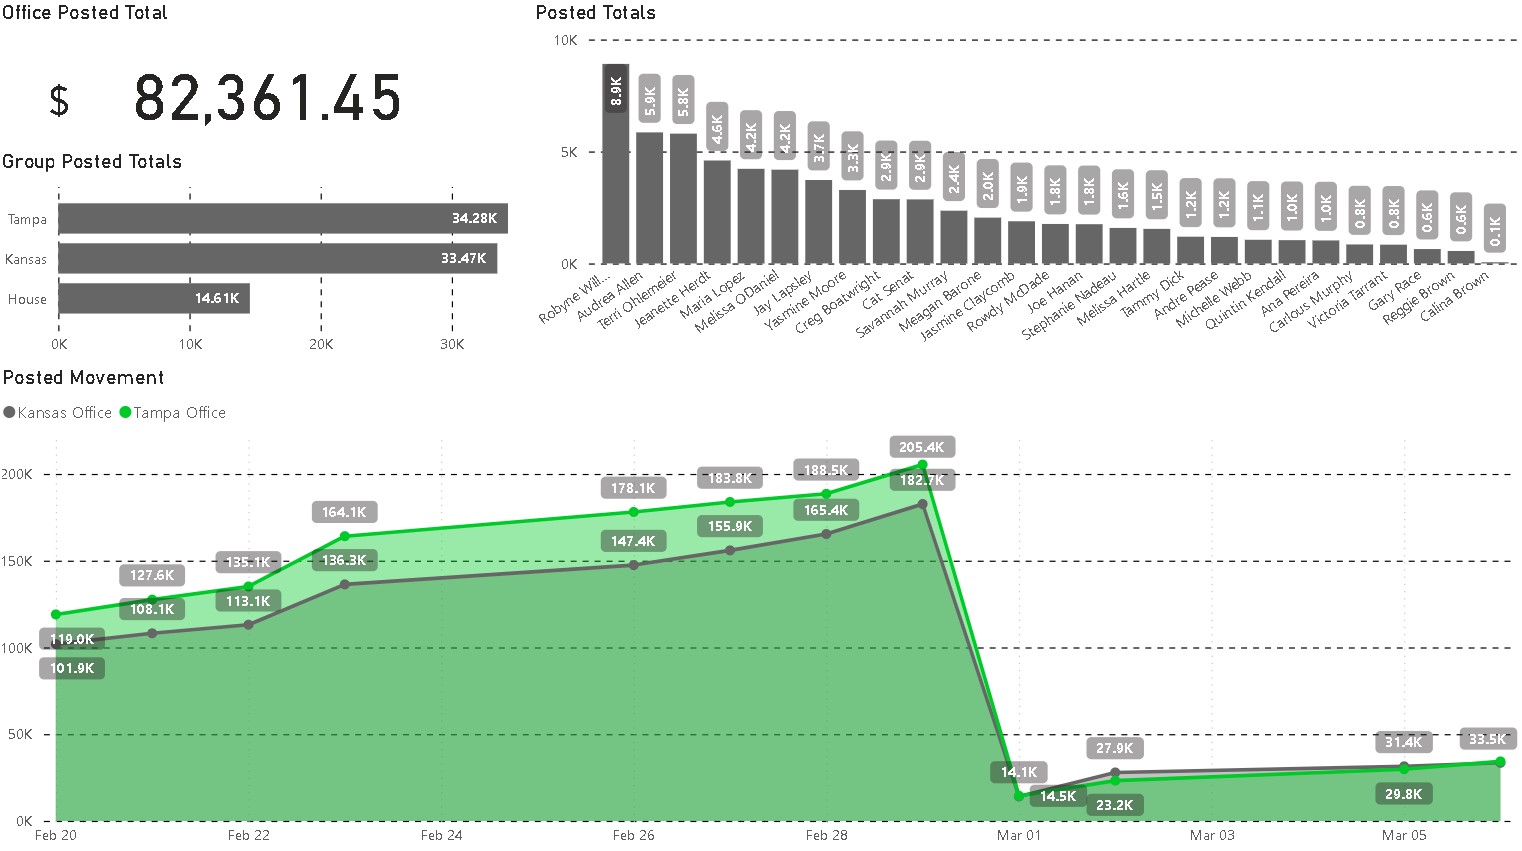 Office Posted Total
$ 82,361.45
Group Posted Totals
Tampa 34.28K
Kansas 33.47K
House 14.61K
0K 10K 20K 30K
Posted Totals
10K
5K
0K
8.9K 5.9K 5.8K 4.6K 4.2K 4.2K 3.7K 3.3K 2.9K 2.9K 2.4K 2.0K 1.9K 1.8K 1.8K 1.6K 1.5K 1.2K 1.2K 1.1K 1.0K 1.0K 0.8K 0.8K 0.6K 0.6K 0.1K
Robyne Will...
Audrea Allen
Terri Ohlemeier
Jeanette Herdt
Maria Lopez
Melissa ODaniel
Jay Lapsley
Yasmine Moore
Creg Boatwright
Cat Senat
Savannah Murray
Meagan Barone
Jasmine Claycomb
Rowdy McDade
Joe Hanan
Stephanie Nadeau
Melissa Hartle
Tammy Dick
Andre Pease
Michelle Webb
Quintin Kendall
Ana Pereira
Carlous Murphy
Victoria Tarrant
Gary Race
Reggie Brown
Calina Brown
Posted Movement
Kansas Office Tampa Office
200K
150K
100K
50K
0K
119.0K 127.6K 135.1K 164.1K 178.1K 183.8K 188.5K 205.4K
101.9K 108.1K 113.1K 136.3K 147.4K 155.9K 165.4K 182.7K
14.1K 27.9K 31.4K 33.5K
14.5K 23.2K 29.8K
Feb 20 Feb 22 Feb 24 Feb 26 Feb 28 Mar 01 Mar 03 Mar 05